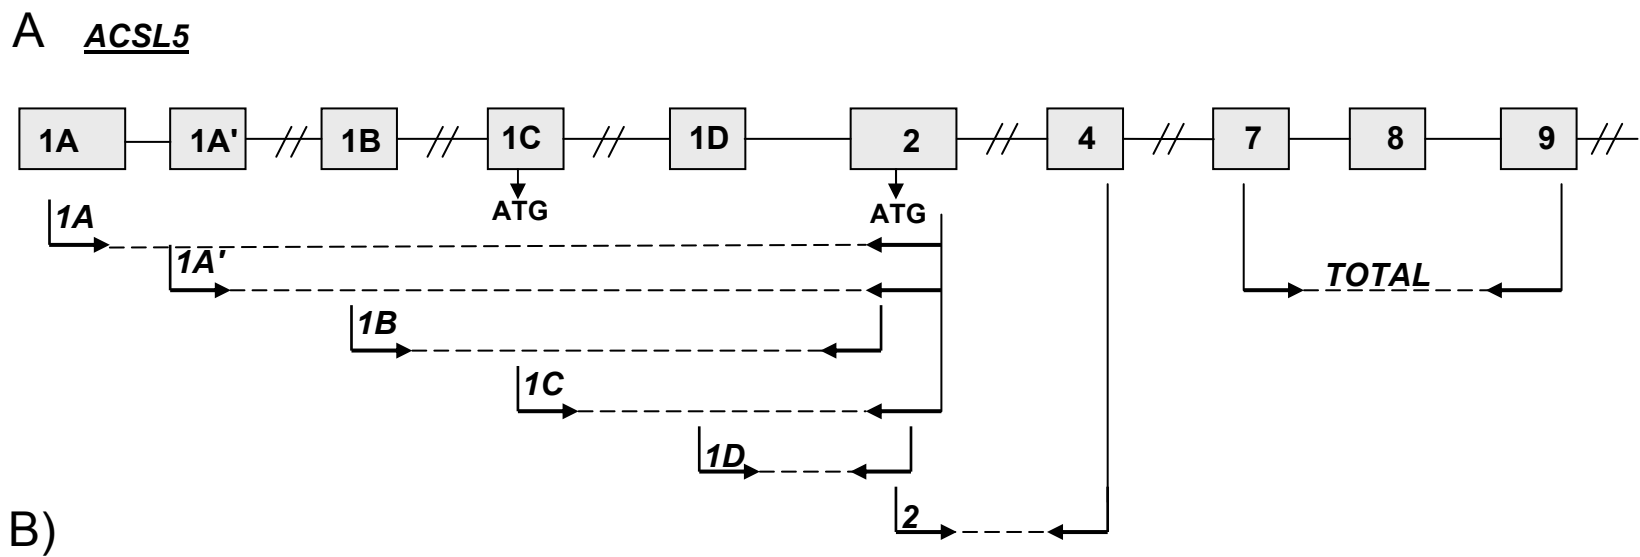 A ACSL5
1A 1A' 1B 1C 1D 2 4 7 8 9
ATG ATG
1A
1A' TOTAL
1B
1C
1D
2
B)